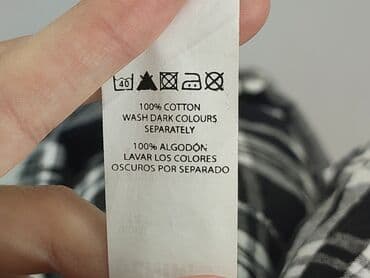 40
100% COTTON
WASH DARK COLOURS
SEPARATELY
100% ALGODÓN
LAVAR LOS COLORES
OSCUROS POR SEPARADO